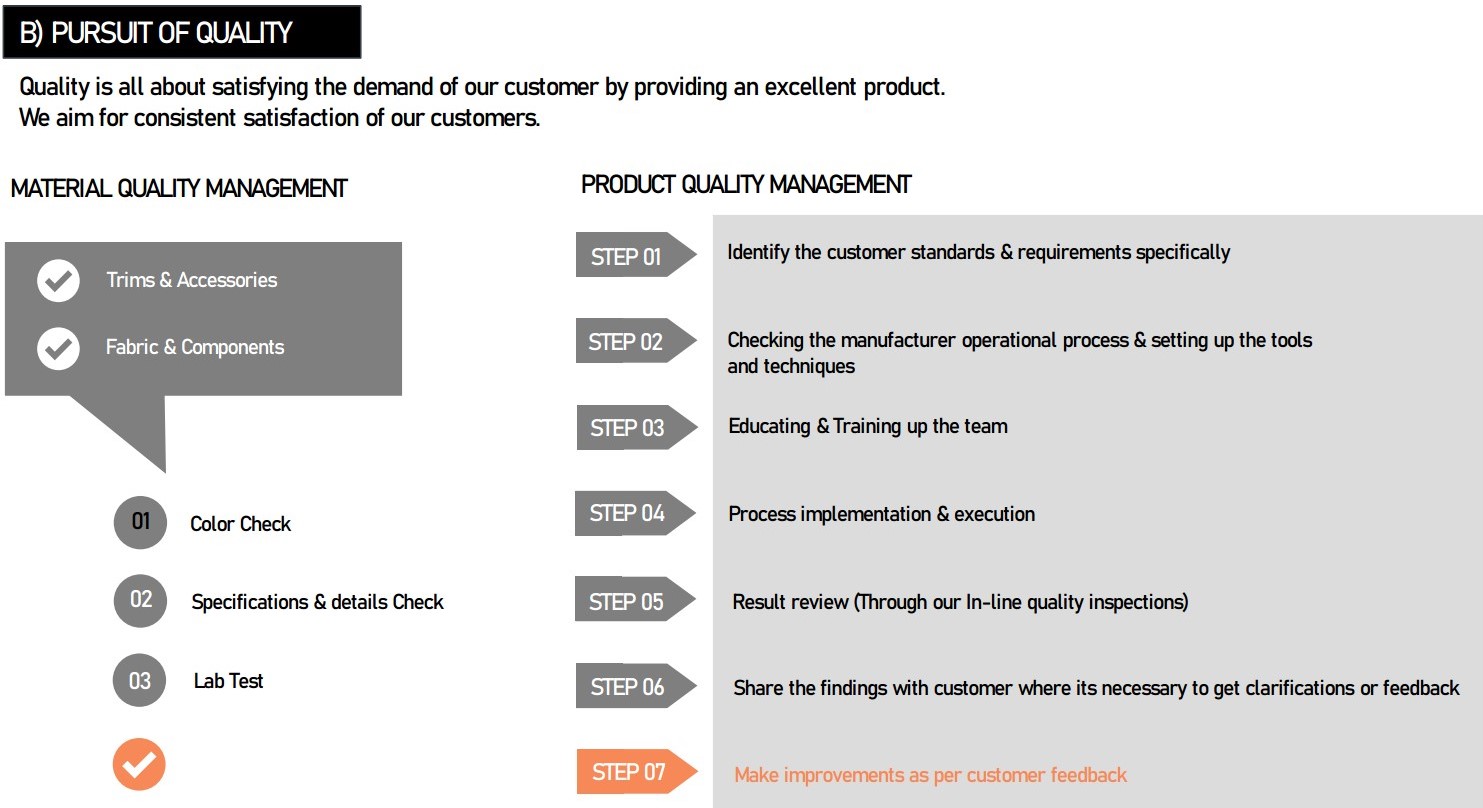 B) PURSUIT OF QUALITY
Quality is all about satisfying the demand of our customer by providing an excellent product.
We aim for consistent satisfaction of our customers.
MATERIAL QUALITY MANAGEMENT
Trims & Accessories
Fabric & Components
01 Color Check
02 Specifications & details Check
03 Lab Test
PRODUCT QUALITY MANAGEMENT
STEP 01 Identify the customer standards & requirements specifically
STEP 02 Checking the manufacturer operational process & setting up the tools
and techniques
STEP 03 Educating & Training up the team
STEP 04 Process implementation & execution
STEP 05 Result review (Through our In-line quality inspections)
STEP 06 Share the findings with customer where its necessary to get clarifications or feedback
STEP 07 Make improvements as per customer feedback